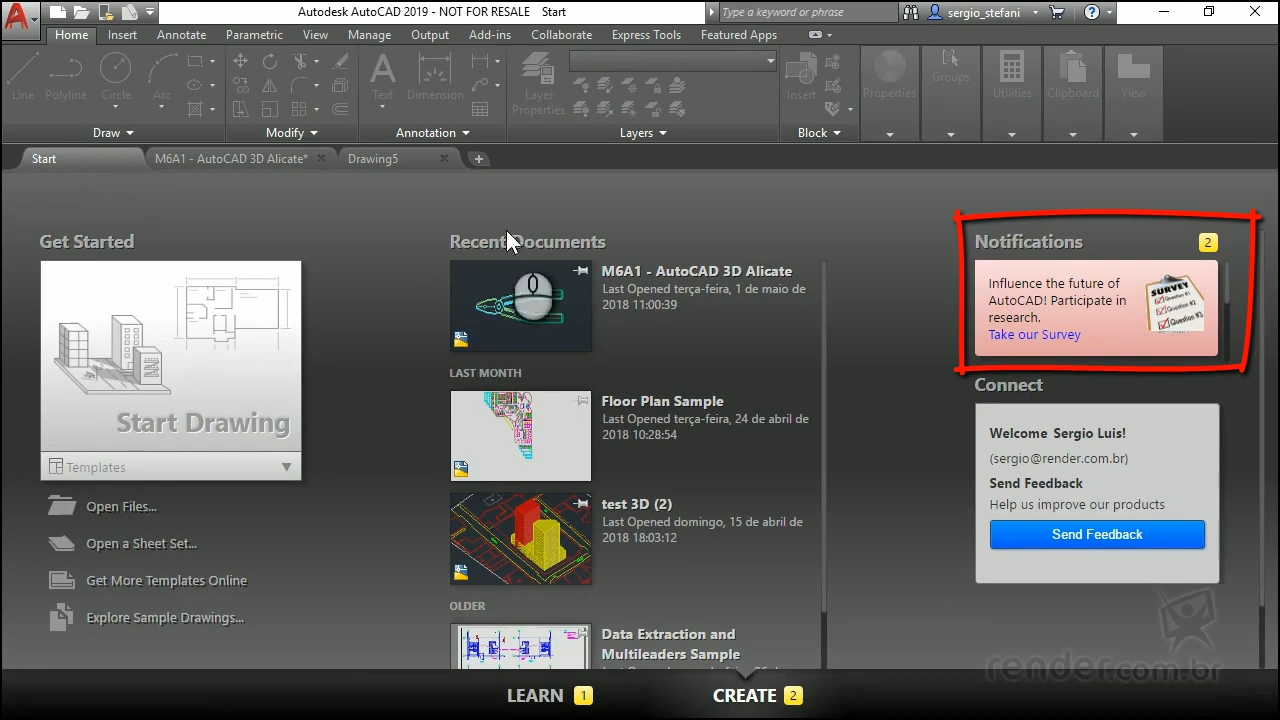 Autodesk AutoCAD 2019 - NOT FOR RESALE Start
Type a keyword or phrase
sergio_stefani
Home Insert Annotate Parametric View Manage Output Add-ins Collaborate Express Tools Featured Apps
Line Polyline Circle Arc
Text Dimension
Layer
Properties
Insert
Properties
Groups
Utilities
Clipboard
View
Draw Modify Annotation Layers Block
Start
M6A1 - AutoCAD 3D Alicate*
Drawing5
Get Started
Start Drawing
Templates
Open Files...
Open a Sheet Set...
Get More Templates Online
Explore Sample Drawings...
Recent Documents
M6A1 - AutoCAD 3D Alicate
Last Opened terça-feira, 1 de maio
de 2018 11:00:39
LAST MONTH
Floor Plan Sample
Last Opened terça-feira, 24 de abril
de 2018 10:28:54
test 3D (2)
Last Opened domingo, 15 de abril
de 2018 18:03:12
OLDER
Data Extraction and
Multileaders Sample
Notifications 2
Influence the future of
AutoCAD! Participate in
research.
Take our Survey
SURVEY
Question #1
Question #2
Question #3
Connect
Welcome Sergio Luis!
(sergio@render.com.br)
Send Feedback
Help us improve our products
Send Feedback
render.com.br
LEARN 1
CREATE 2